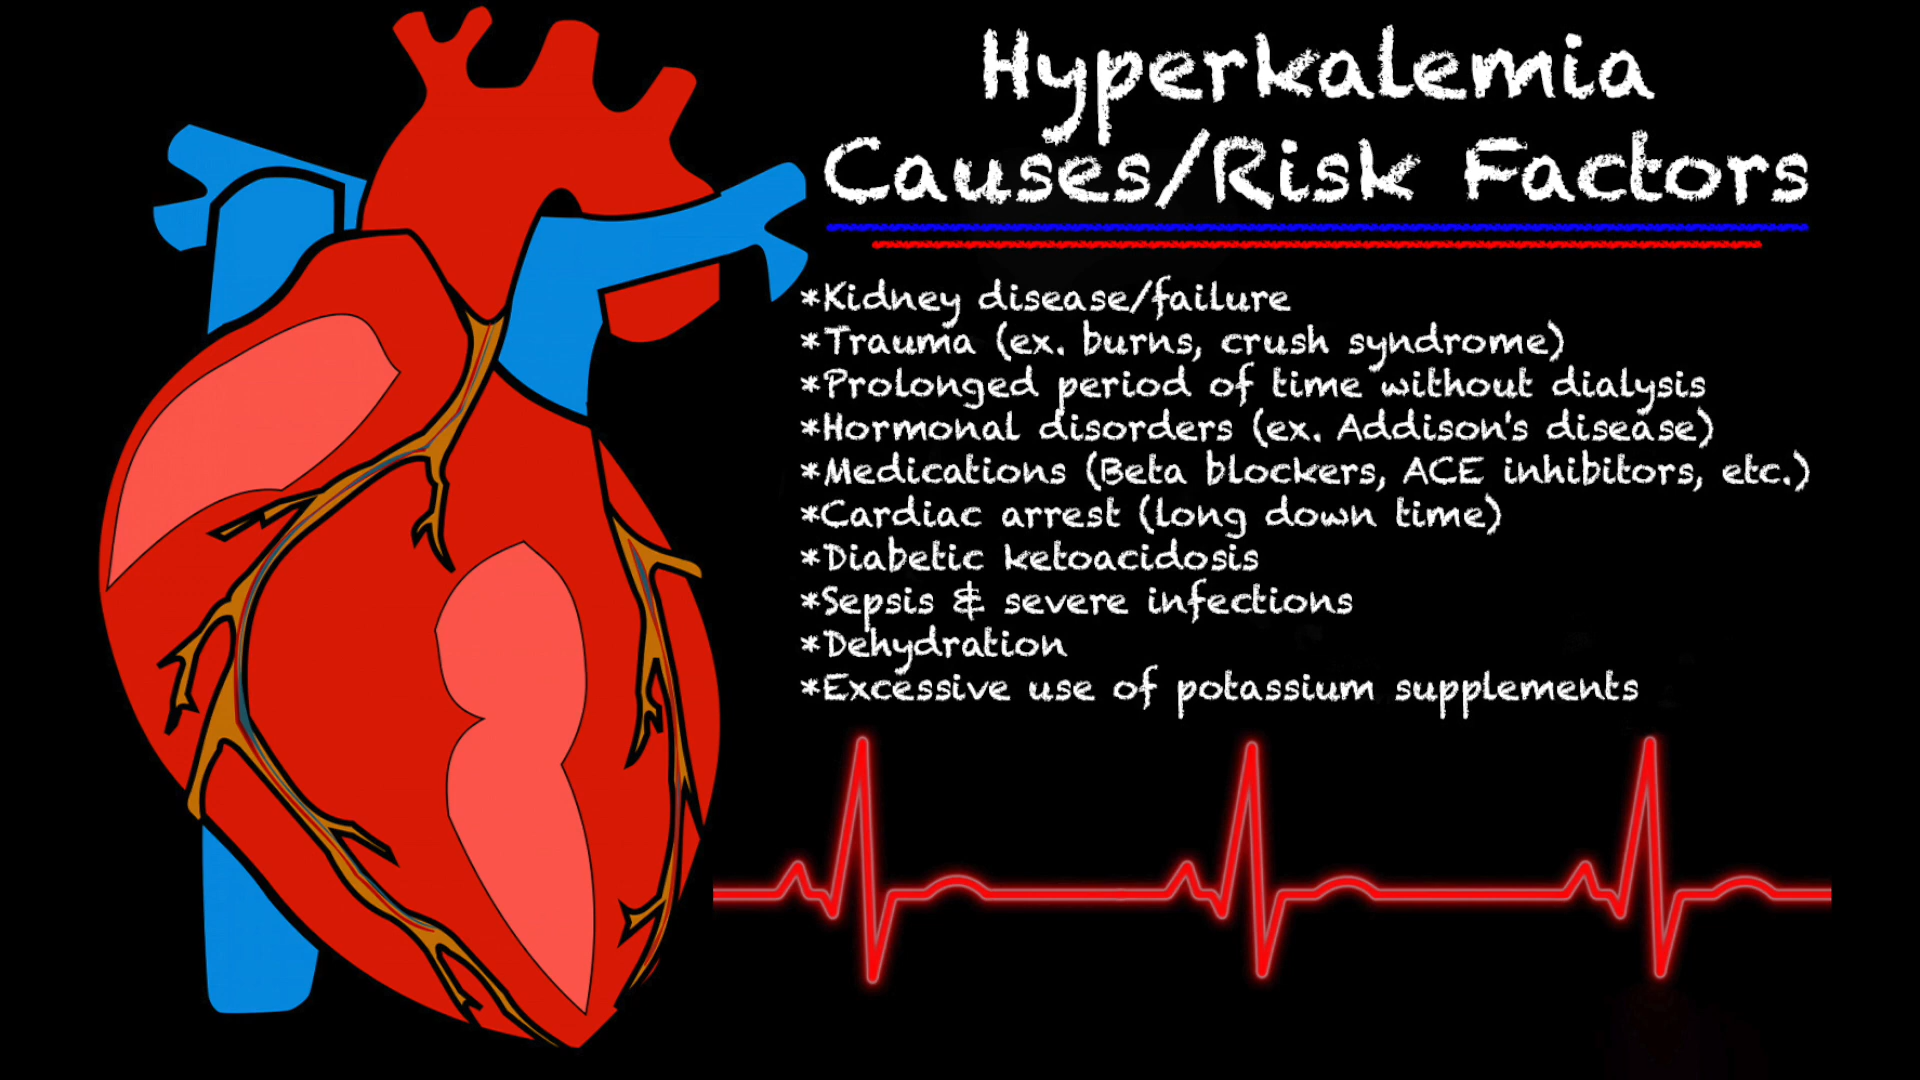 Hyperkalemia
Causes/Risk Factors
*Kidney disease/failure
*Trauma (ex. burns, crush syndrome)
*Prolonged period of time without dialysis
*Hormonal disorders (ex. Addison's disease)
*Medications (Beta blockers, ACE inhibitors, etc.)
*Cardiac arrest (long down time)
*Diabetic ketoacidosis
*Sepsis & severe infections
*Dehydration
*Excessive use of potassium supplements